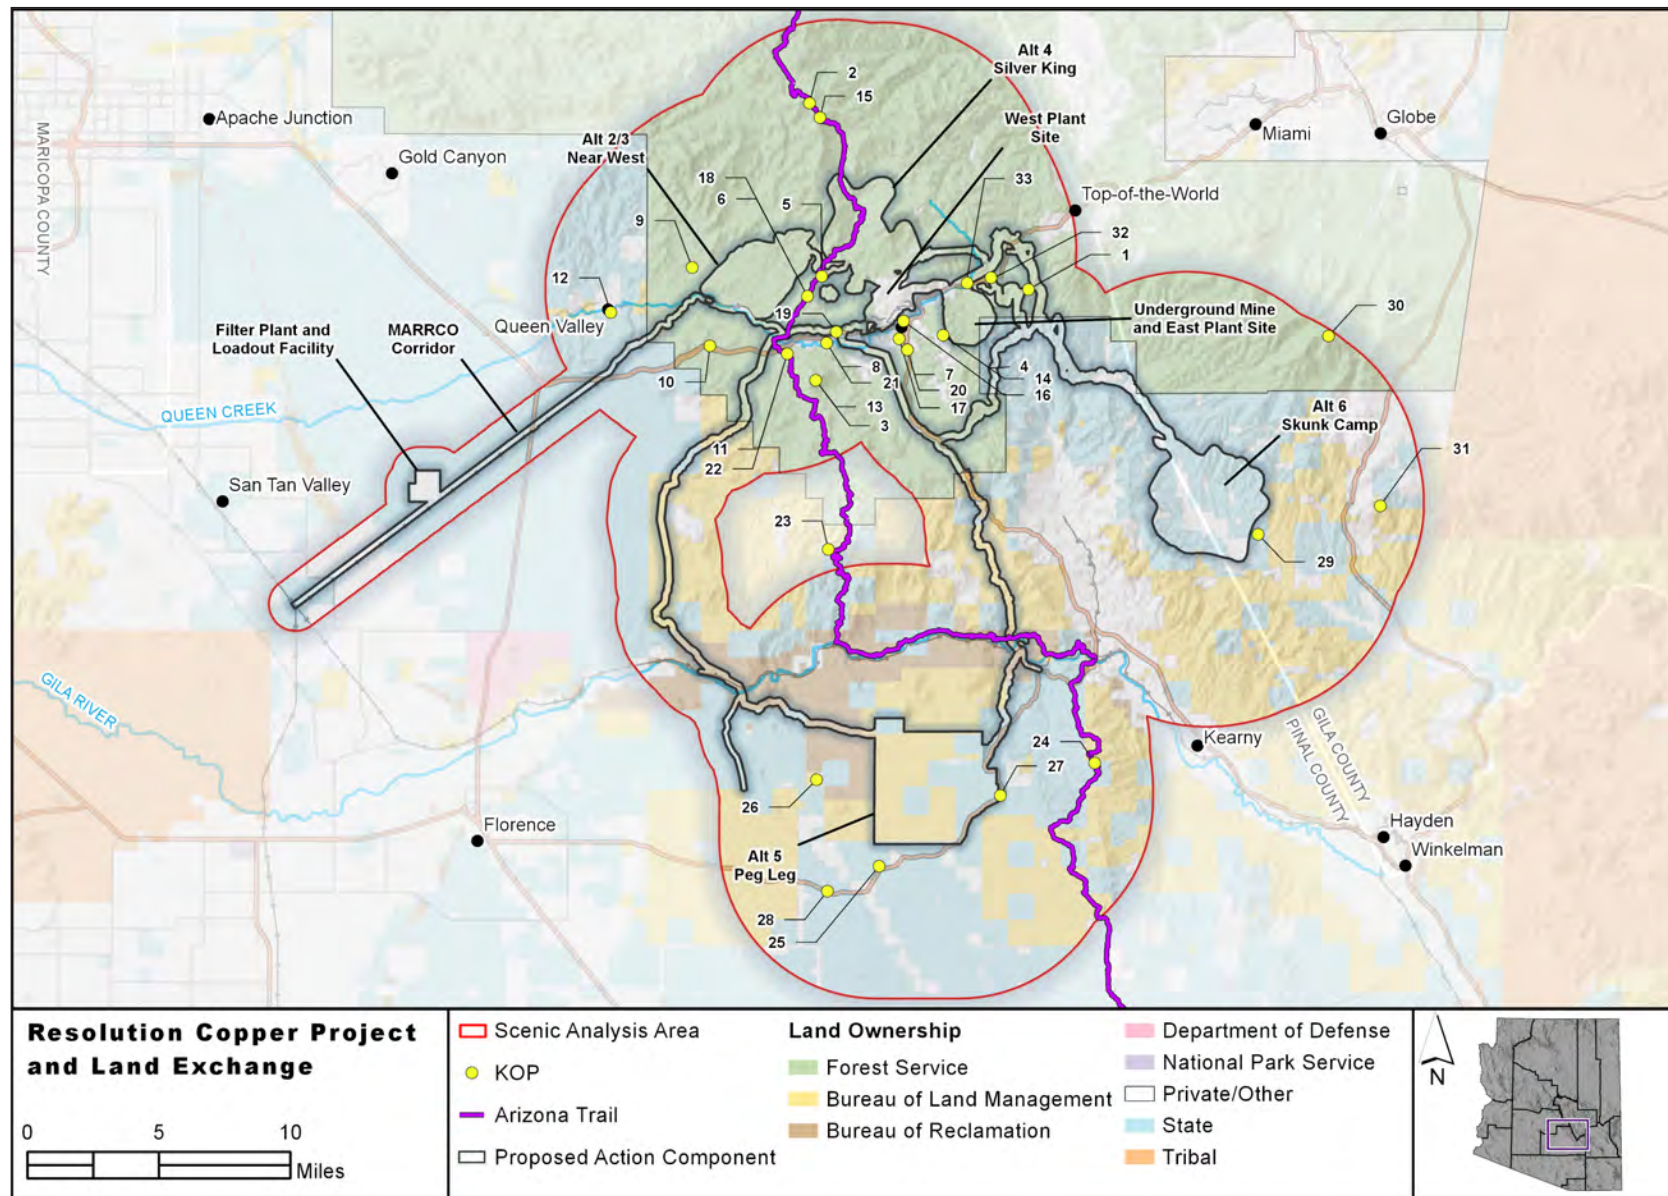 2
15
Alt 4
Silver King
Apache Junction
MARICOPA COUNTY
Gold Canyon
Alt 2/3
Near West
West Plant
Site
Miami
Globe
18
6
5
33
Top-of-the-World
9
32
1
12
Queen Valley
19
Underground Mine
and East Plant Site
30
Filter Plant and
Loadout Facility
MARRCO
Corridor
10
8
21
7
20
17
4
14
16
QUEEN CREEK
13
3
11
22
Alt 6
Skunk Camp
San Tan Valley
31
23
29
GILA RIVER
24
27
Kearny
GILA COUNTY
PINAL COUNTY
26
Florence
Hayden
Winkelman
Alt 5
Peg Leg
28
25
Resolution Copper Project
and Land Exchange
0 5 10
Miles
Scenic Analysis Area
KOP
Arizona Trail
Proposed Action Component
Land Ownership
Forest Service
Bureau of Land Management
Bureau of Reclamation
Department of Defense
National Park Service
Private/Other
State
Tribal
N